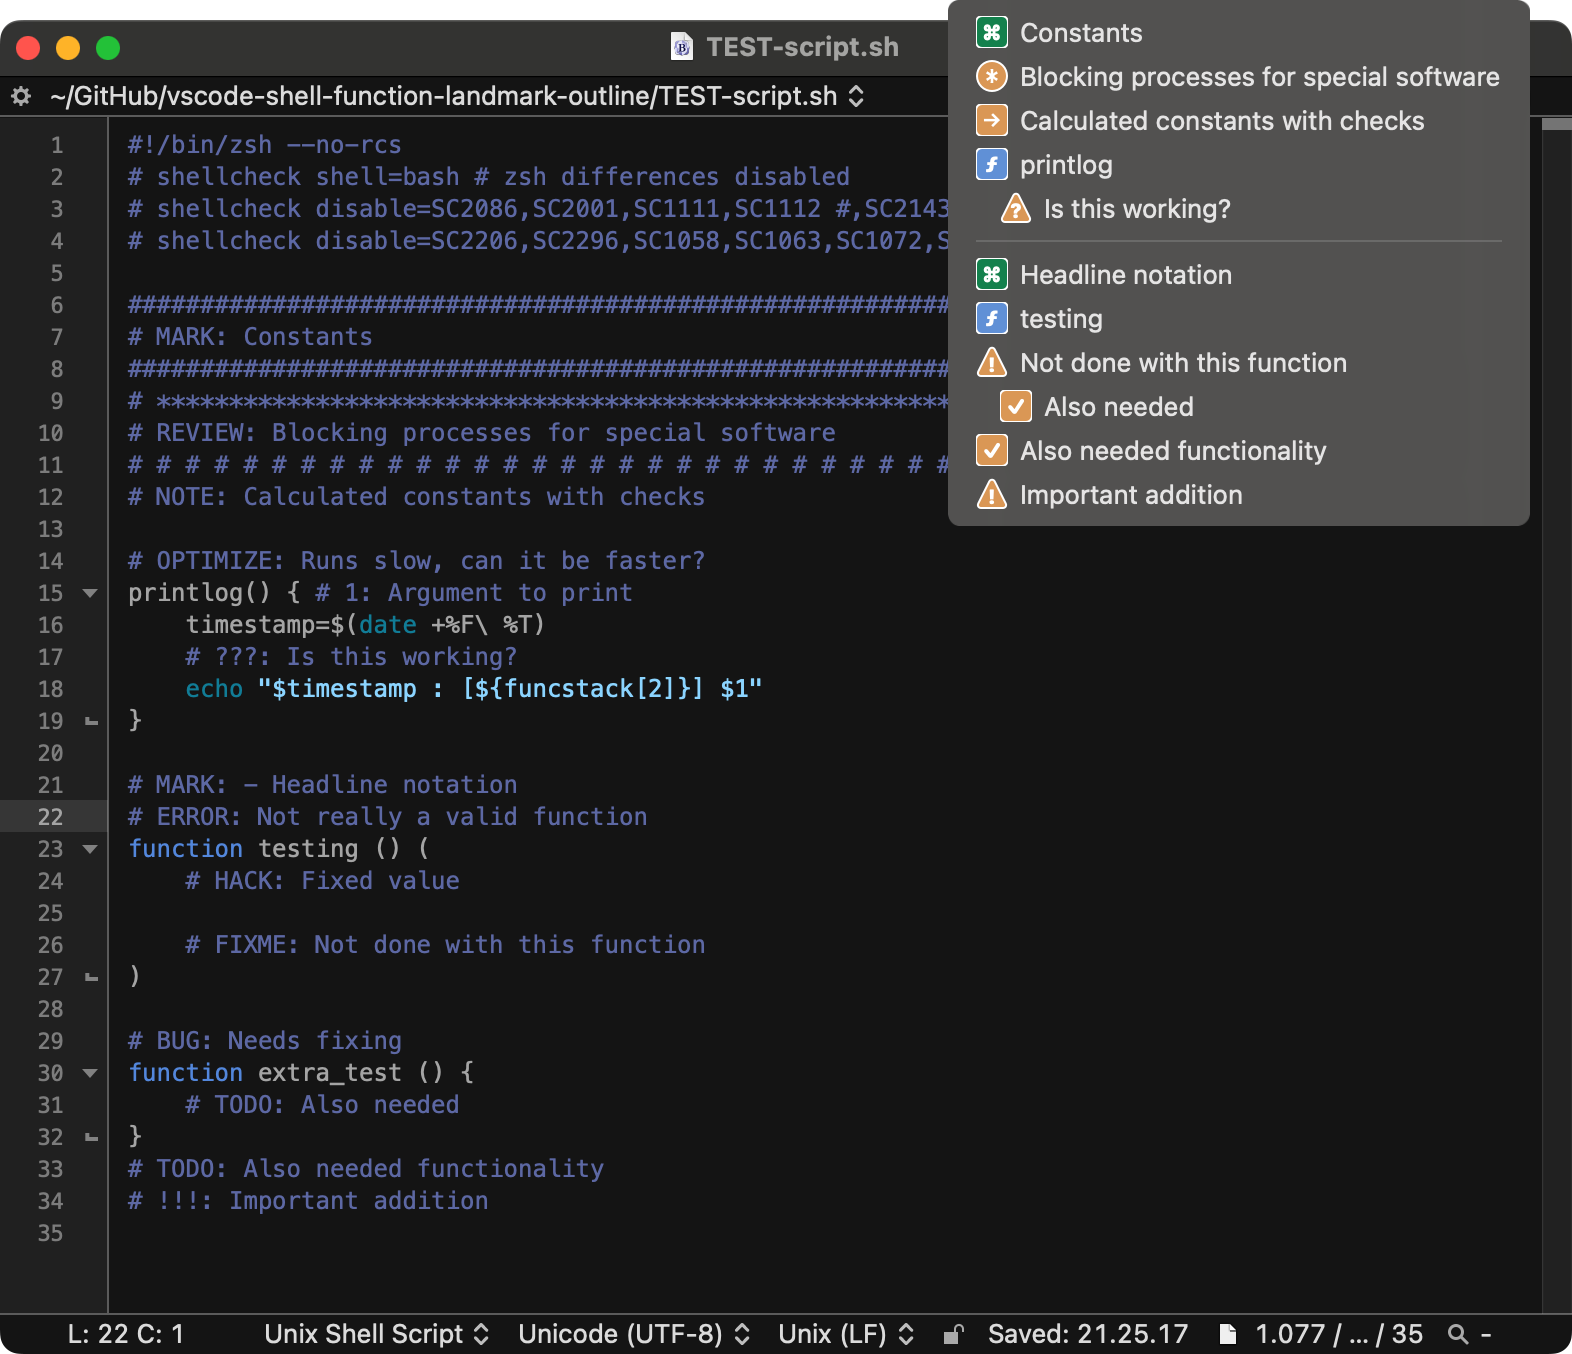 TEST-script.sh
~/GitHub/vscode-shell-function-landmark-outline/TEST-script.sh
1 #!/bin/zsh --no-rcs
2 # shellcheck shell=bash # zsh differences disabled
3 # shellcheck disable=SC2086,SC2001,SC1111,SC1112 #,SC2143
4 # shellcheck disable=SC2206,SC2296,SC1058,SC1063,SC1072,S
5
6 #########################################################
7 # MARK: Constants
8 #########################################################
9 # *******************************************************
10 # REVIEW: Blocking processes for special software
11 # # # # # # # # # # # # # # # # # # # # # # # # # # # # #
12 # NOTE: Calculated constants with checks
13
14 # OPTIMIZE: Runs slow, can it be faster?
15 printlog() { # 1: Argument to print
16 timestamp=$(date +%F\ %T)
17 # ???: Is this working?
18 echo "$timestamp : [${funcstack[2]}] $1"
19 }
20
21 # MARK: - Headline notation
22 # ERROR: Not really a valid function
23 function testing () (
24 # HACK: Fixed value
25
26 # FIXME: Not done with this function
27 )
28
29 # BUG: Needs fixing
30 function extra_test () {
31 # TODO: Also needed
32 }
33 # TODO: Also needed functionality
34 # !!!: Important addition
35
Constants
Blocking processes for special software
Calculated constants with checks
printlog
Is this working?
Headline notation
testing
Not done with this function
Also needed
Also needed functionality
Important addition
L: 22 C: 1 Unix Shell Script Unicode (UTF-8) Unix (LF) Saved: 21.25.17 1.077 / … / 35 -